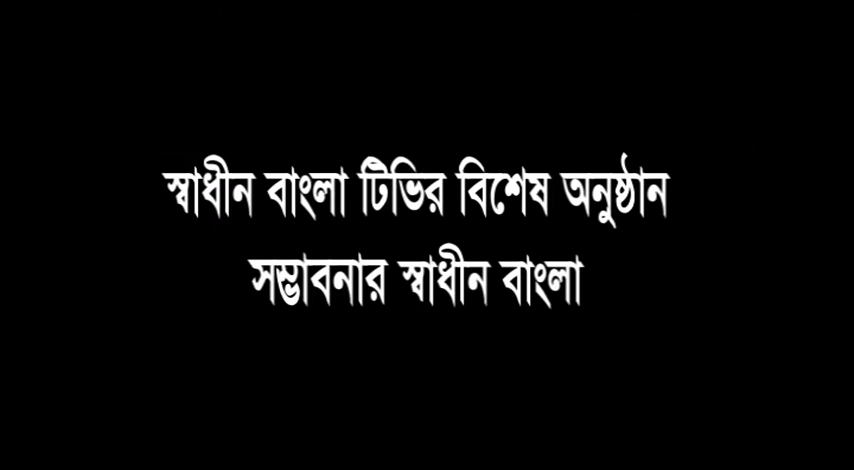 স্বাধীন বাংলা টিভির বিশেষ অনুষ্ঠান
সম্ভাবনার স্বাধীন বাংলা